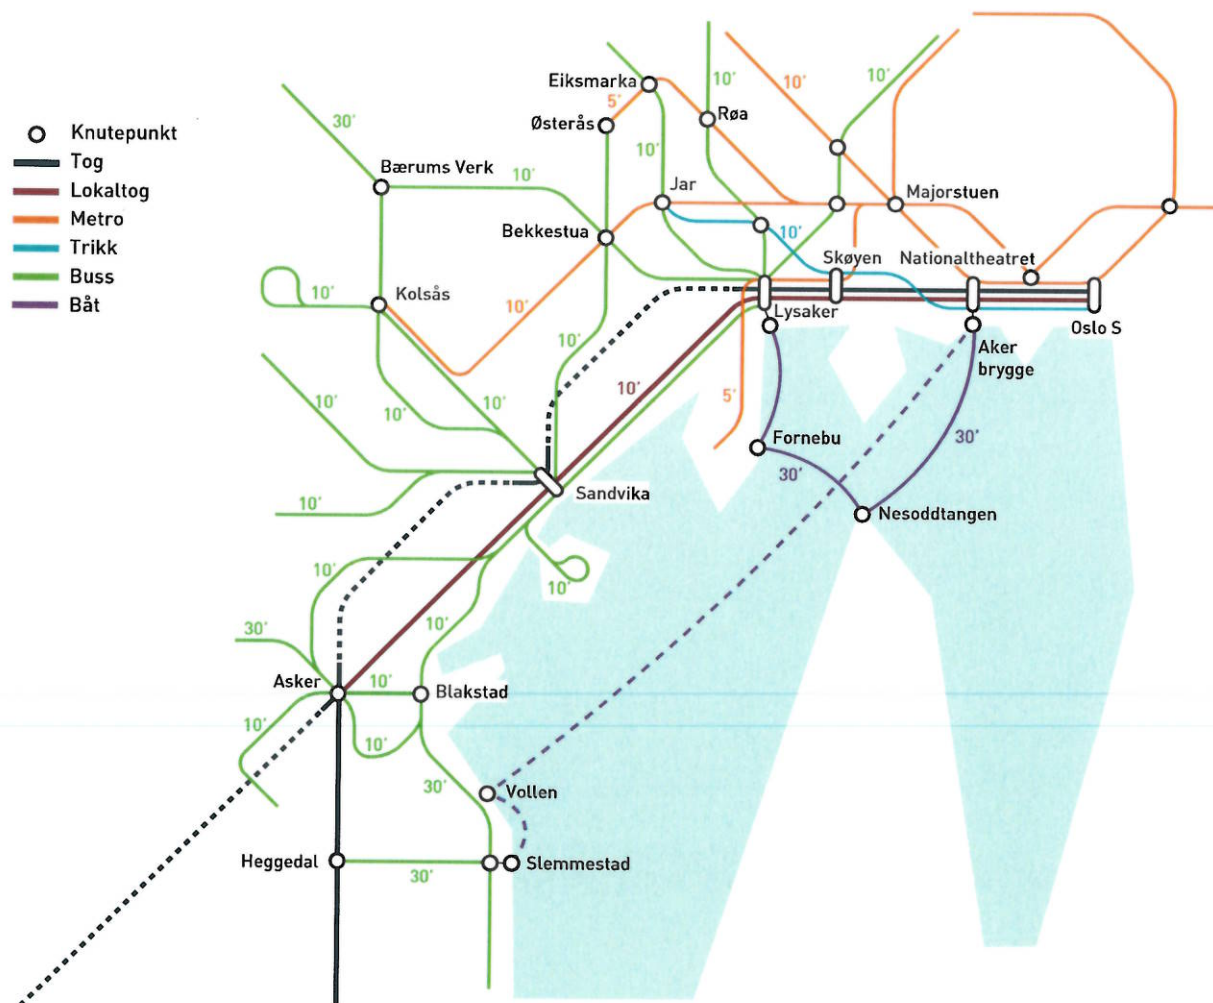 Knutepunkt
Tog
Lokaltog
Metro
Trikk
Buss
Båt
30'
Bærums Verk
10'
Eiksmarka
5'
Østerås
10'
10'
Røa
10'
10'
Jar
Majorstuen
Bekkestua
10'
Skøyen
Nationaltheatret
10'
Kolsås
10'
10'
Lysaker
Oslo S
Aker
brygge
10'
10'
5'
10'
10'
10'
Fornebu
30'
30'
Nesoddtangen
10'
Sandvika
10'
10'
10'
30'
Asker
10'
Blakstad
10'
10'
30'
Vollen
Heggedal
30'
Slemmestad